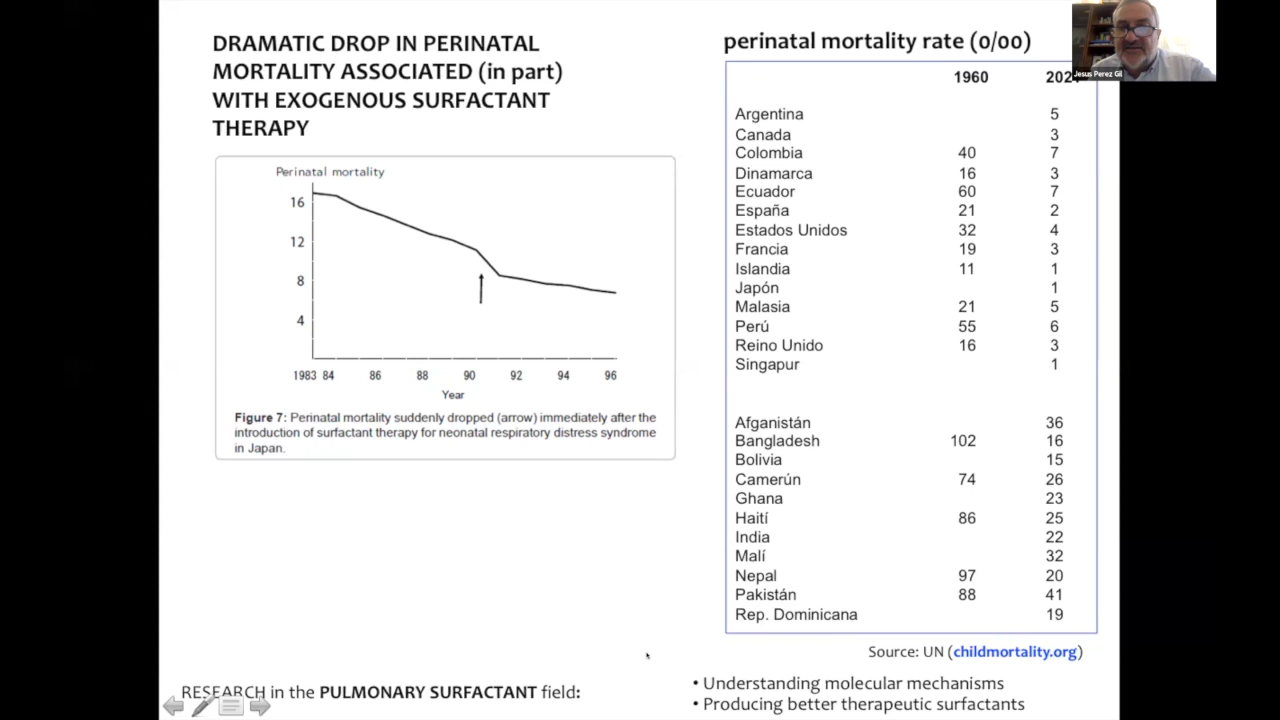 DRAMATIC DROP IN PERINATAL
MORTALITY ASSOCIATED (in part)
WITH EXOGENOUS SURFACTANT
THERAPY
Perinatal mortality
16
12
8
4
1983 84 86 88 90 92 94 96
Year
Figure 7: Perinatal mortality suddenly dropped (arrow) immediately after the
introduction of surfactant therapy for neonatal respiratory distress syndrome
in Japan.
perinatal mortality rate (0/00)
Jesus Perez Gil
1960
Argentina 5
Canada 3
Colombia 40 7
Dinamarca 16 3
Ecuador 60 7
España 21 2
Estados Unidos 32 4
Francia 19 3
Islandia 11 1
Japón 1
Malasia 21 5
Perú 55 6
Reino Unido 16 3
Singapur 1
Afganistán 36
Bangladesh 102 16
Bolivia 15
Camerún 74 26
Ghana 23
Haití 86 25
India 22
Malí 32
Nepal 97 20
Pakistán 88 41
Rep. Dominicana 19
Source: UN (childmortality.org)
RESEARCH in the PULMONARY SURFACTANT field:
• Understanding molecular mechanisms
• Producing better therapeutic surfactants